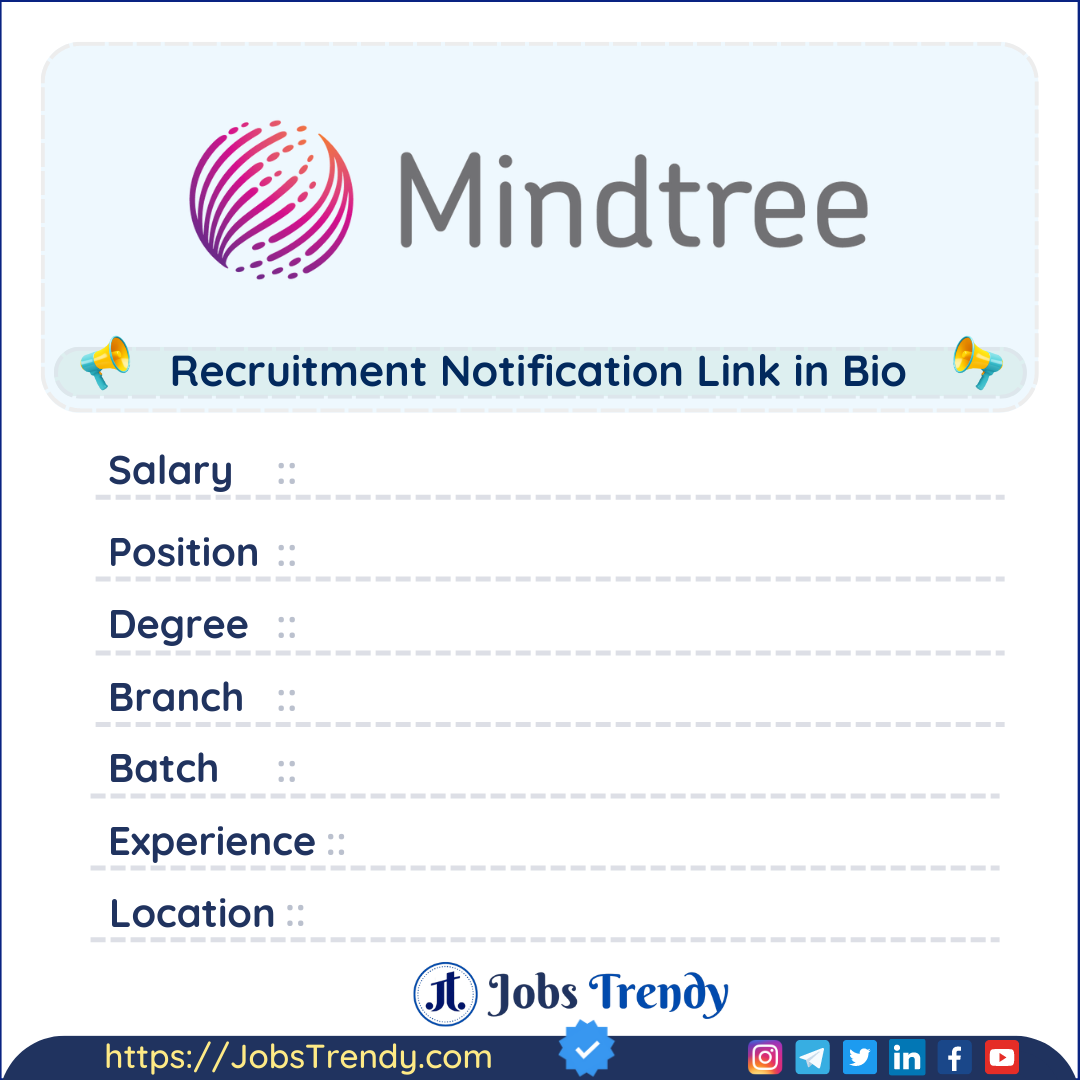 Mindtree
Recruitment Notification Link in Bio
Salary ::
Position ::
Degree ::
Branch ::
Batch ::
Experience ::
Location ::
Jobs Trendy
https://JobsTrendy.com